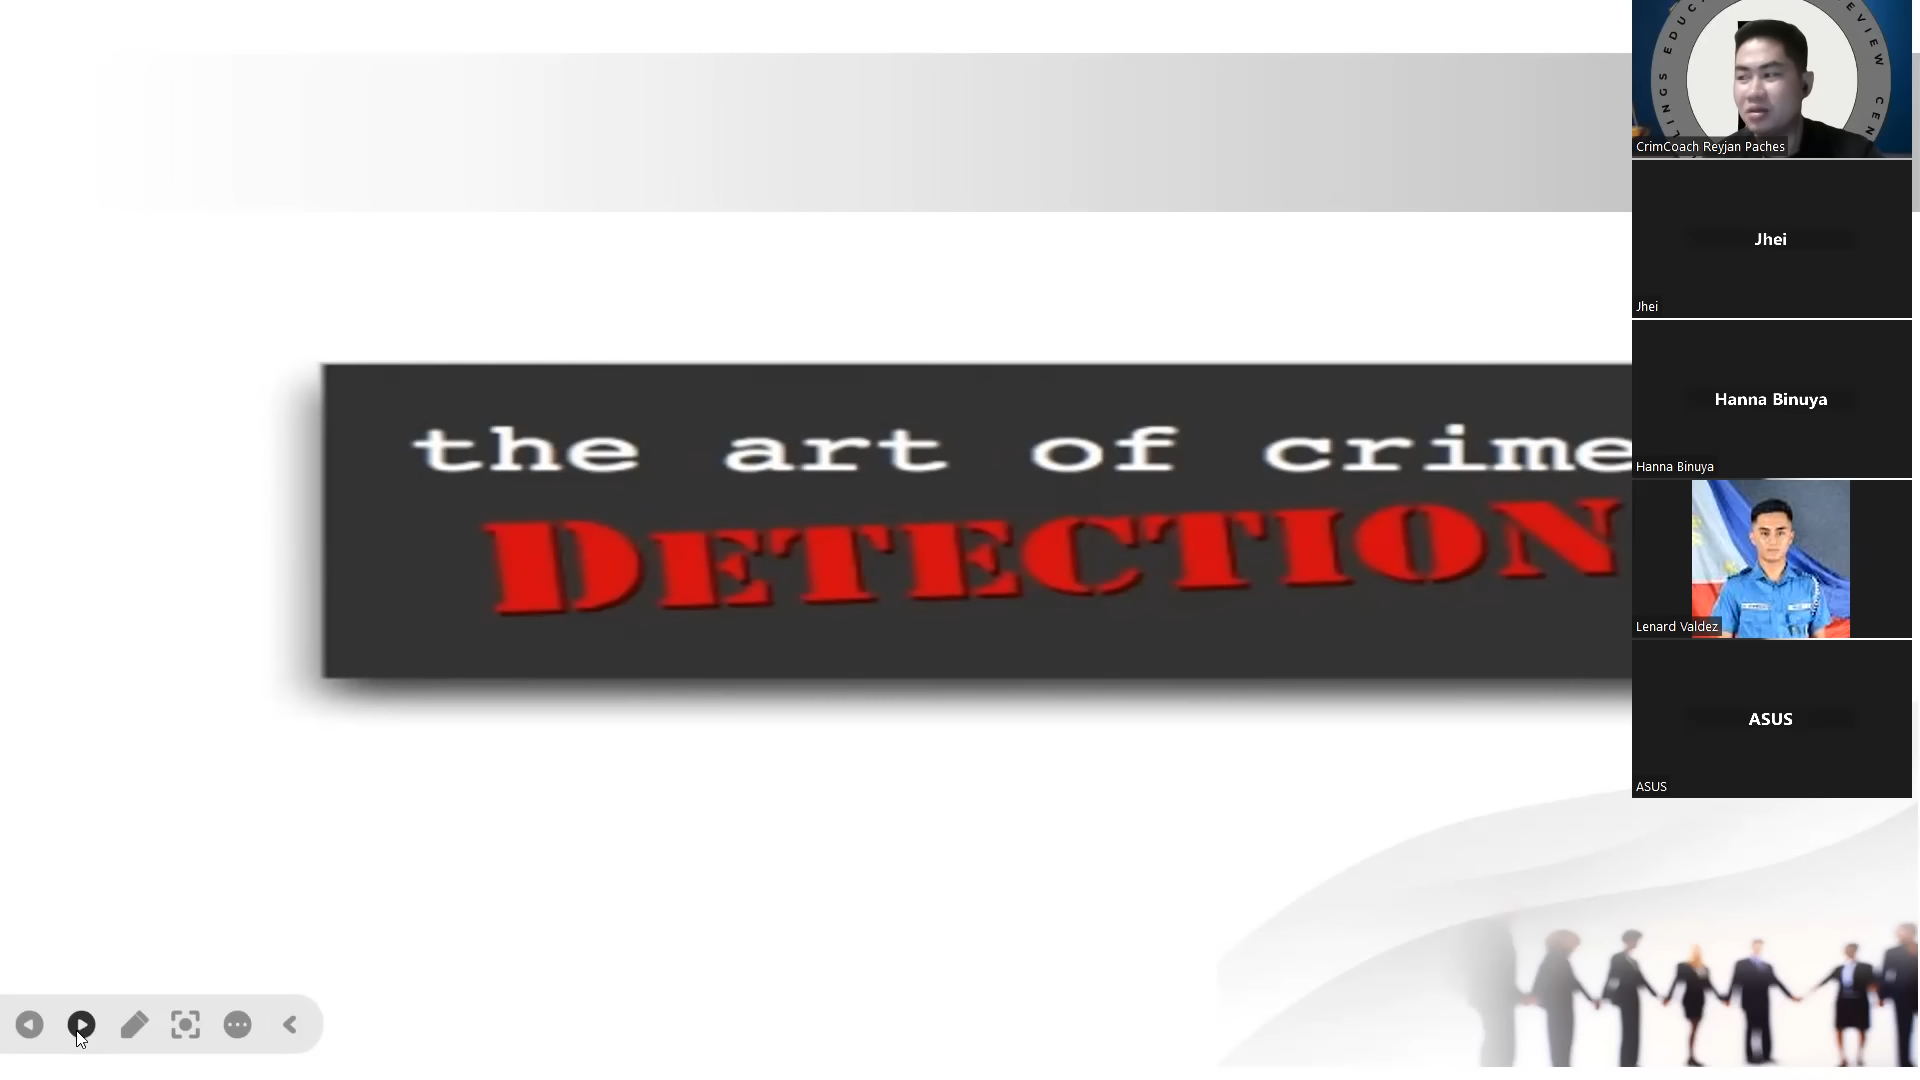 the art of crime
DETECTION
CrimCoach Reyjan Paches
Jhei
Jhei
Hanna Binuya
Hanna Binuya
Lenard Valdez
ASUS
ASUS